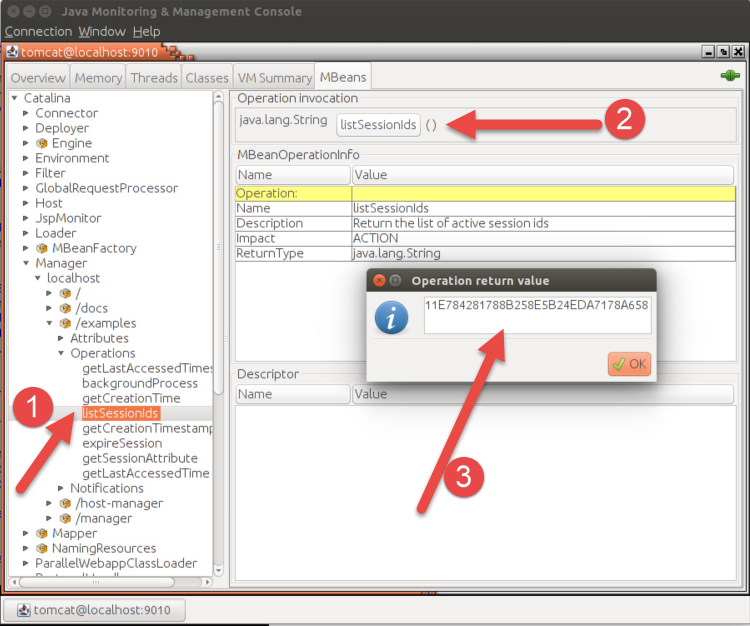 Java Monitoring & Management Console
Connection Window Help
tomcat@localhost:9010
Overview Memory Threads Classes VM Summary MBeans
Catalina
Connector
Deployer
Engine
Environment
Filter
GlobalRequestProcessor
Host
JspMonitor
Loader
MBeanFactory
Manager
localhost
/
/docs
/examples
Attributes
Operations
getLastAccessedTimes
backgroundProcess
getCreationTime
listSessionIds
getCreationTimestamp
expireSession
getSessionAttribute
getLastAccessedTime
Notifications
/host-manager
/manager
Mapper
NamingResources
ParallelWebappClassLoader
1
Operation invocation
java.lang.String listSessionIds ( )
2
MBeanOperationInfo
Name Value
Operation:
Name listSessionIds
Description Return the list of active session ids
Impact ACTION
ReturnType java.lang.String
Operation return value
11E784281788B258E5B24EDA7178A658
OK
3
Descriptor
Name Value
tomcat@localhost:9010